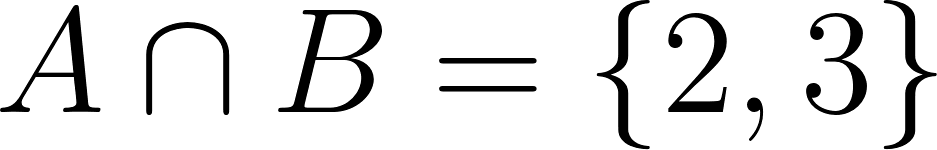 A ∩ B = {2, 3}